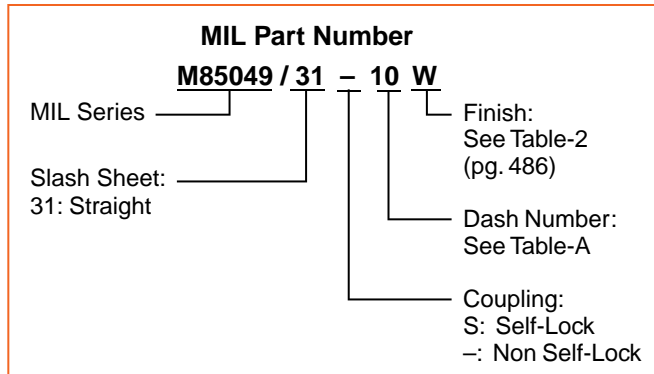 MIL Part Number
M85049 / 31 – 10 W
MIL Series
Slash Sheet:
31: Straight
Finish:
See Table-2
(pg. 486)
Dash Number:
See Table-A
Coupling:
S: Self-Lock
–: Non Self-Lock